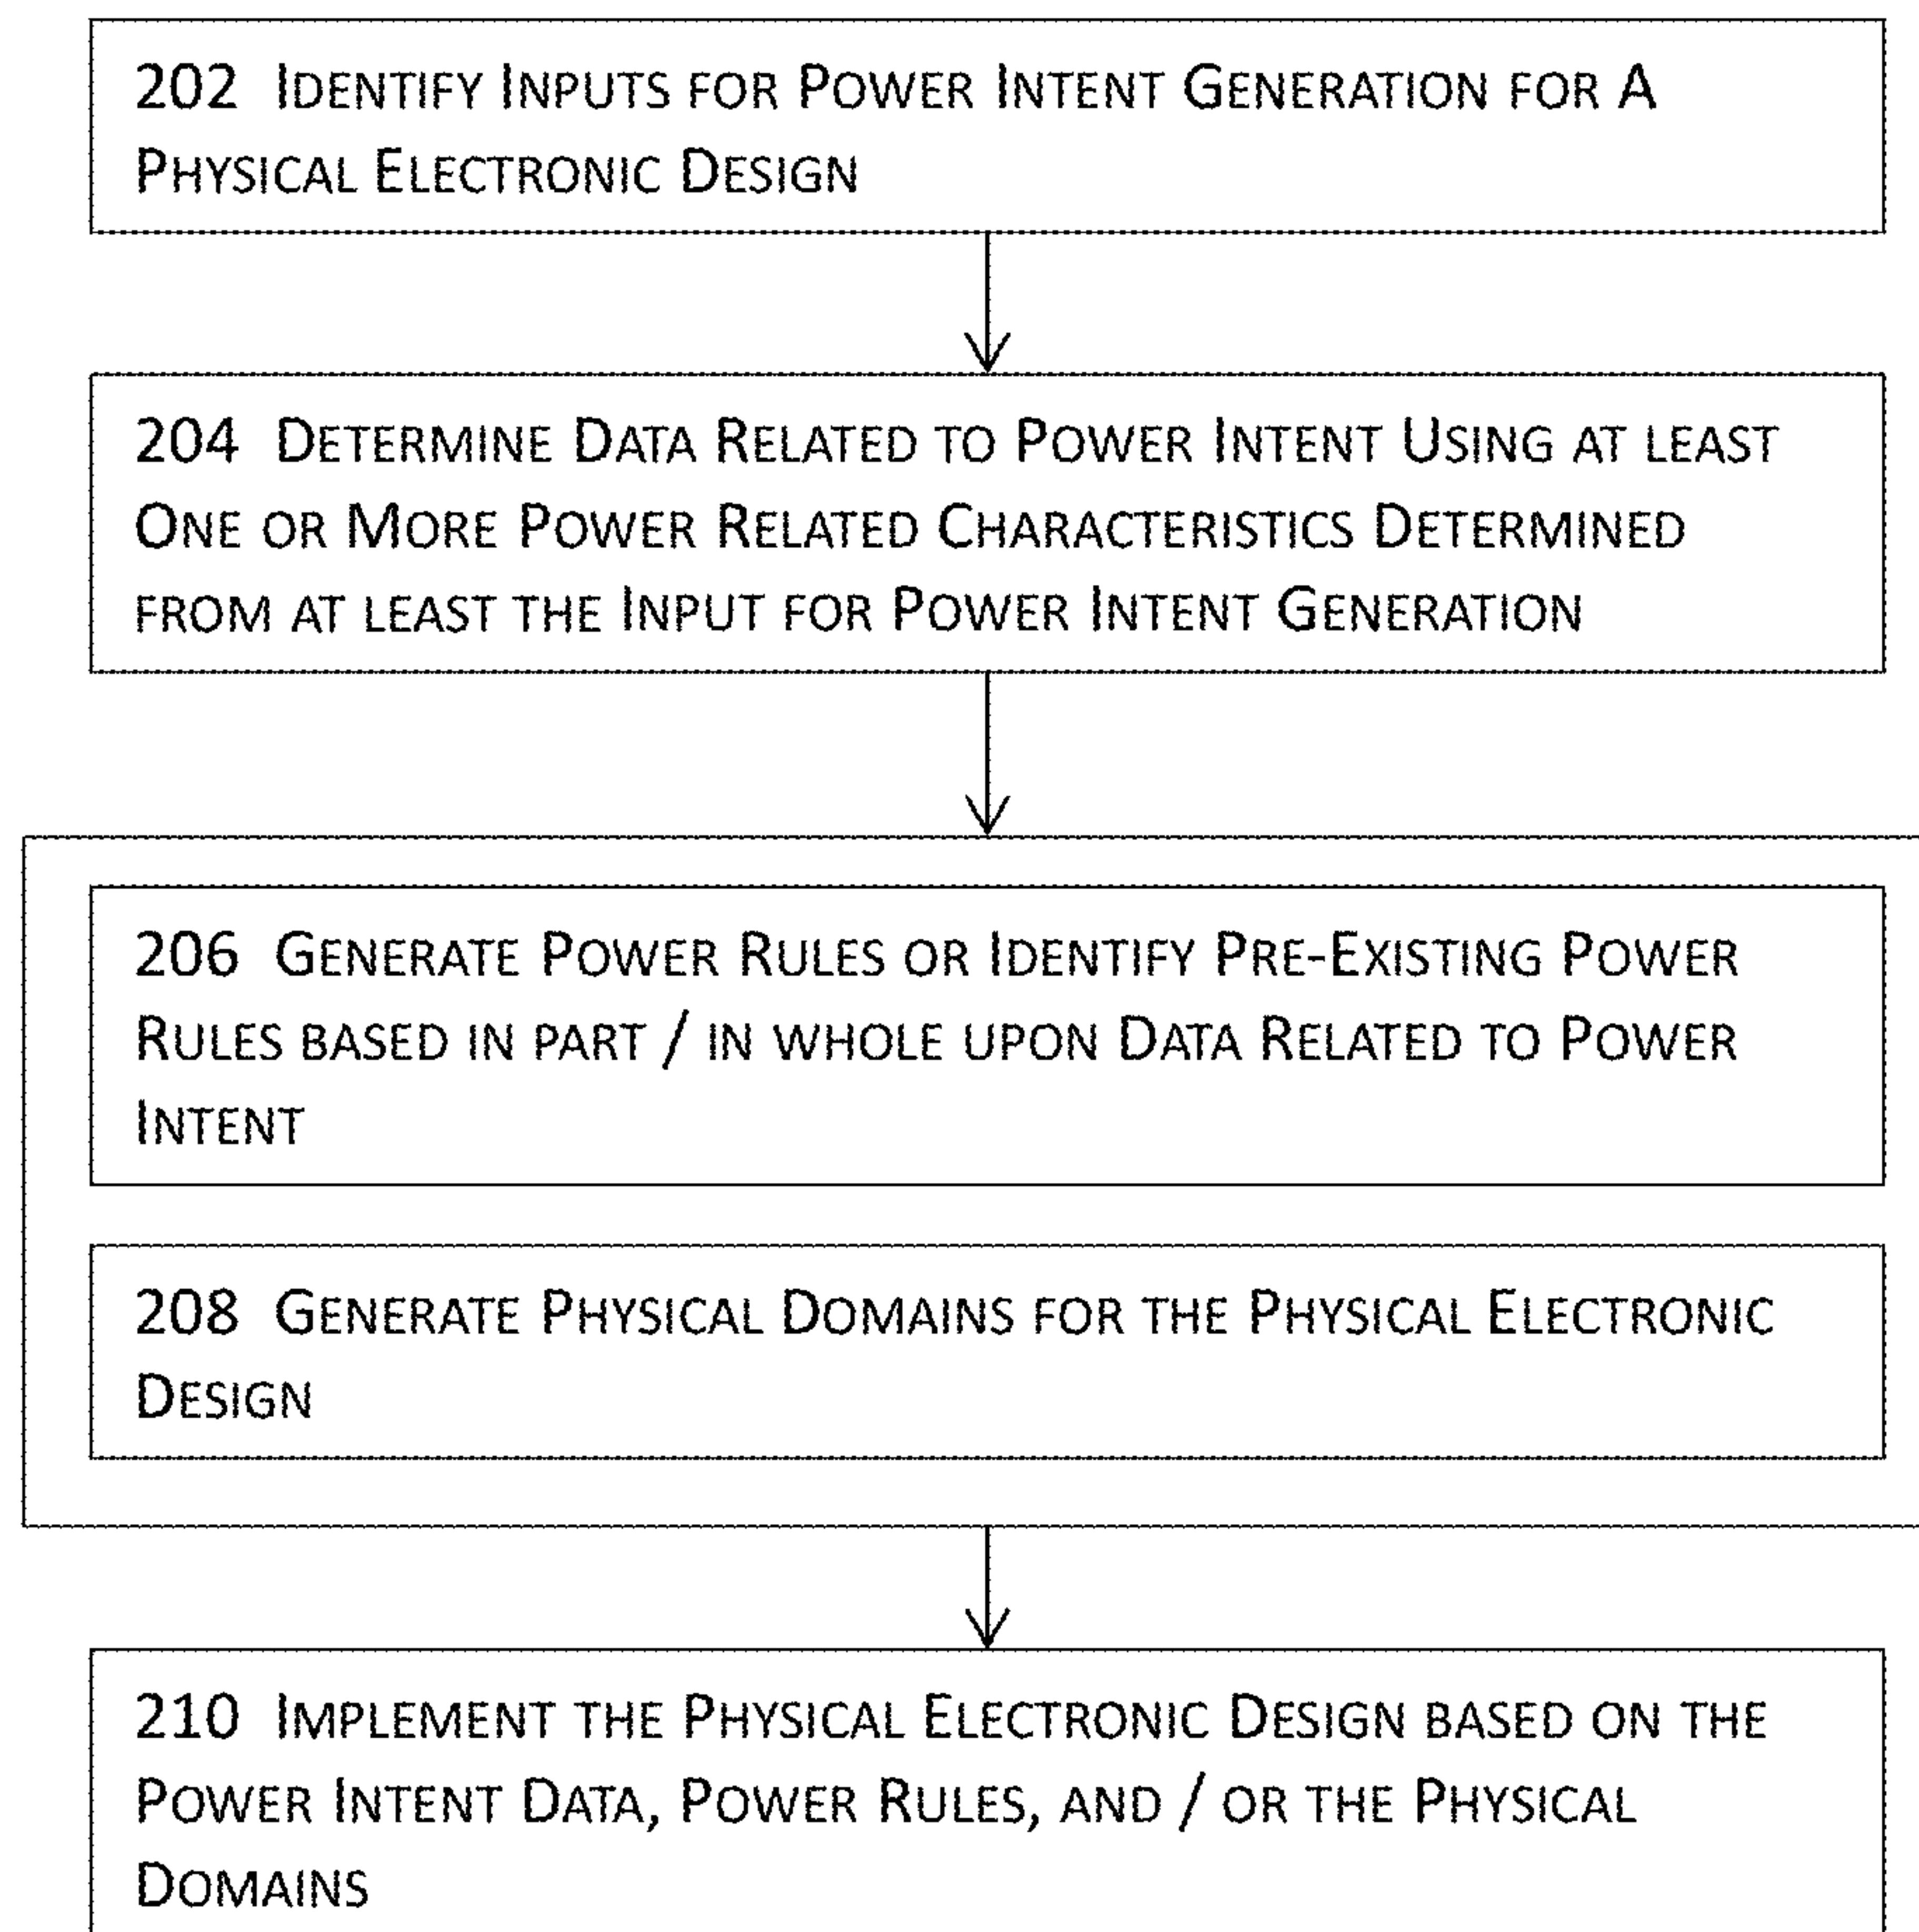 202 Identify Inputs for Power Intent Generation for A
Physical Electronic Design
204 Determine Data Related to Power Intent Using at least
One or More Power Related Characteristics Determined
from at least the Input for Power Intent Generation
206 Generate Power Rules or Identify Pre-Existing Power
Rules based in part / in whole upon Data Related to Power
Intent
208 Generate Physical Domains for the Physical Electronic
Design
210 Implement the Physical Electronic Design based on the
Power Intent Data, Power Rules, and / or the Physical
Domains